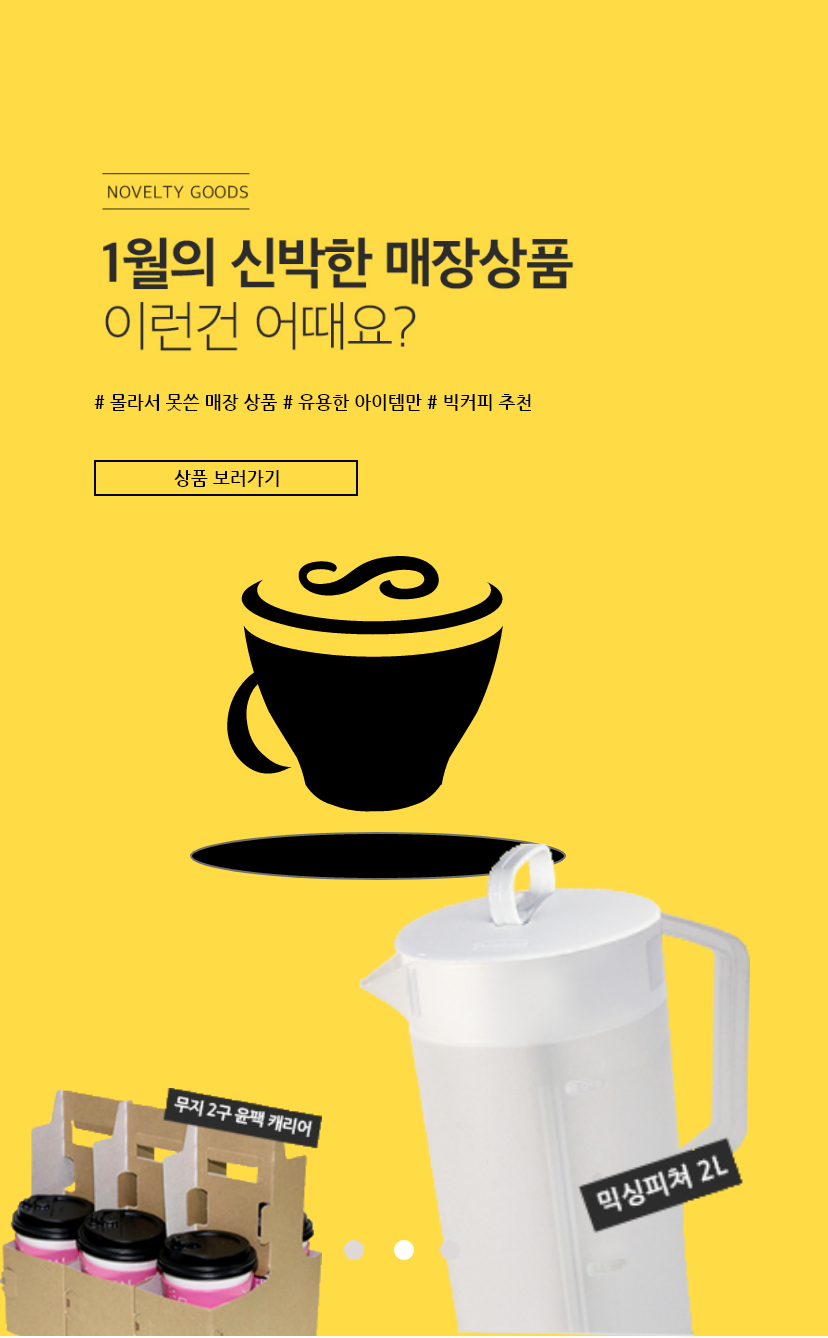 NOVELTY GOODS
1월의 신박한 매장상품
이런건 어때요?
# 몰라서 못쓴 매장 상품 # 유용한 아이템만 # 빅커피 추천
상품 보러가기
무지 2구 윤팩 캐리어
믹싱피쳐 2L